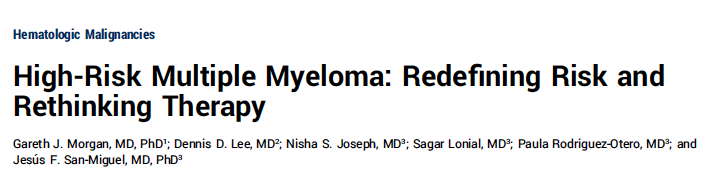 Hematologic Malignancies
High-Risk Multiple Myeloma: Redefining Risk and
Rethinking Therapy
Gareth J. Morgan, MD, PhD¹; Dennis D. Lee, MD²; Nisha S. Joseph, MD³; Sagar Lonial, MD³; Paula Rodriguez-Otero, MD³; and
Jesús F. San-Miguel, MD, PhD³